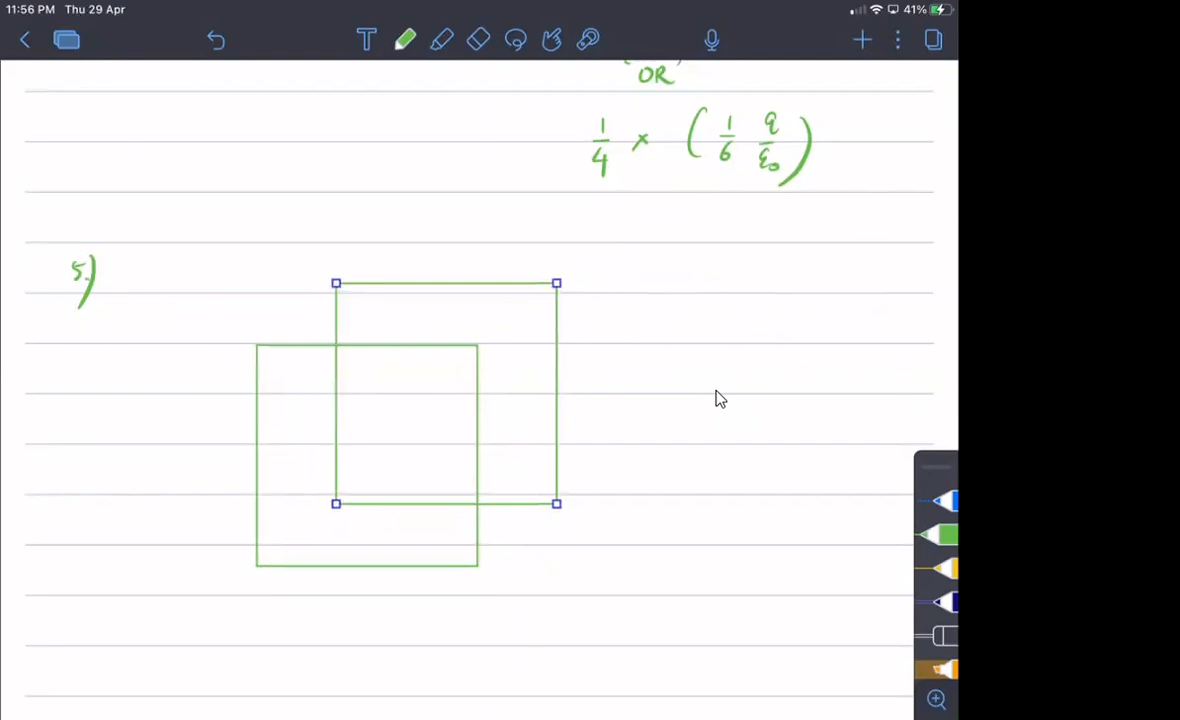 11:56 PM Thu 29 Apr 41%
T
'OR'
1/4 × (1/6 q/ε₀)
5.)